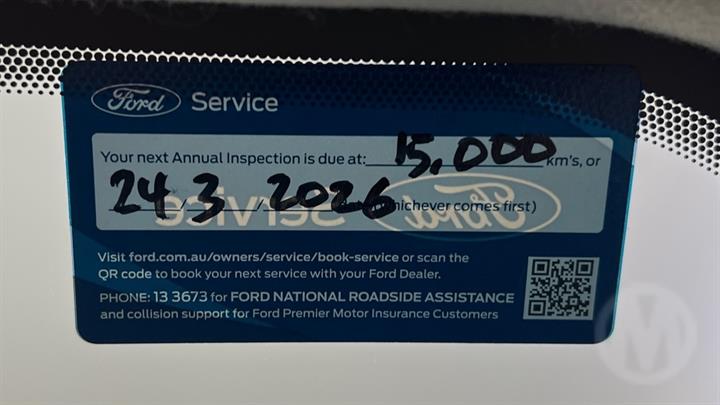 Ford Service
Your next Annual Inspection is due at: 15,000 km's, or
24/3/2026 (whichever comes first)
Service Ford
Visit ford.com.au/owners/service/book-service or scan the
QR code to book your next service with your Ford Dealer.
PHONE: 13 3673 for FORD NATIONAL ROADSIDE ASSISTANCE
and collision support for Ford Premier Motor Insurance Customers
M